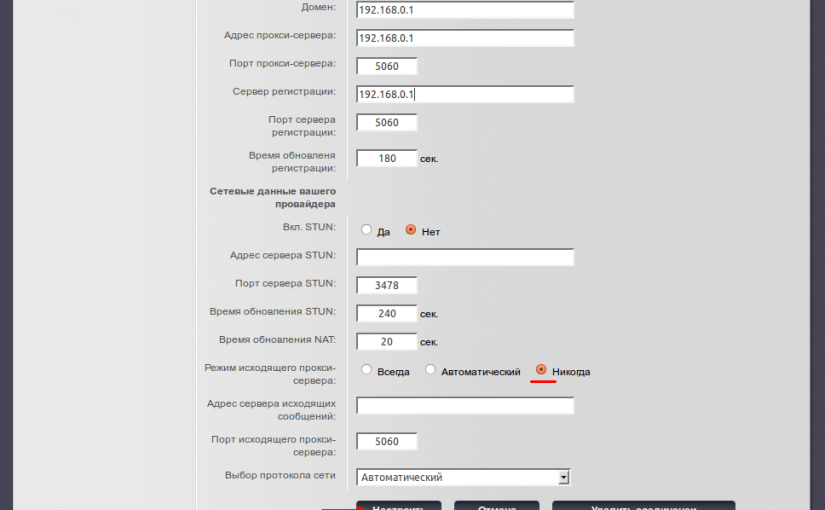 Домен: 192.168.0.1
Адрес прокси-сервера: 192.168.0.1
Порт прокси-сервера: 5060
Сервер регистрации: 192.168.0.1
Порт сервера
регистрации: 5060
Время обновленя
регистрации: 180 сек.
Сетевые данные вашего
провайдера
Вкл. STUN: Да Нет
Адрес сервера STUN:
Порт сервера STUN: 3478
Время обновления STUN: 240 сек.
Время обновления NAT: 20 сек.
Режим исходящего прокси-
сервера: Всегда Автоматический Никогда
Адрес сервера исходящих
сообщений:
Порт исходящего прокси-
сервера: 5060
Выбор протокола сети Автоматический
Настроить Отмена